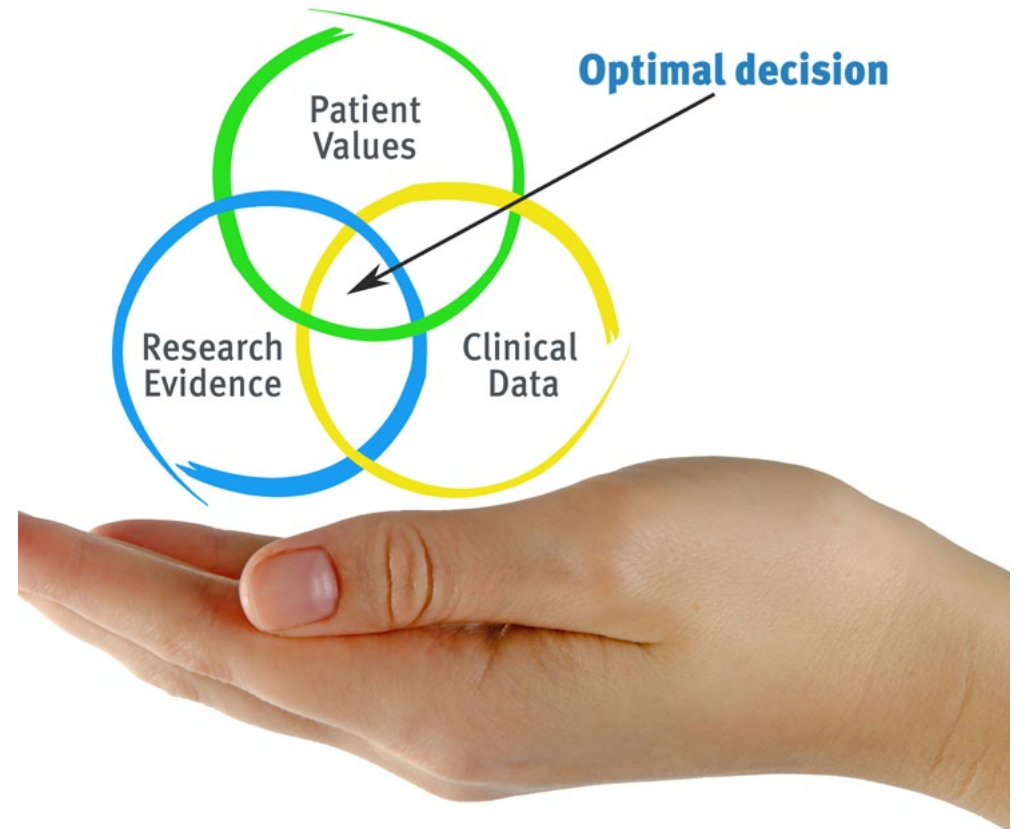 Optimal decision
Patient
Values
Research
Evidence
Clinical
Data